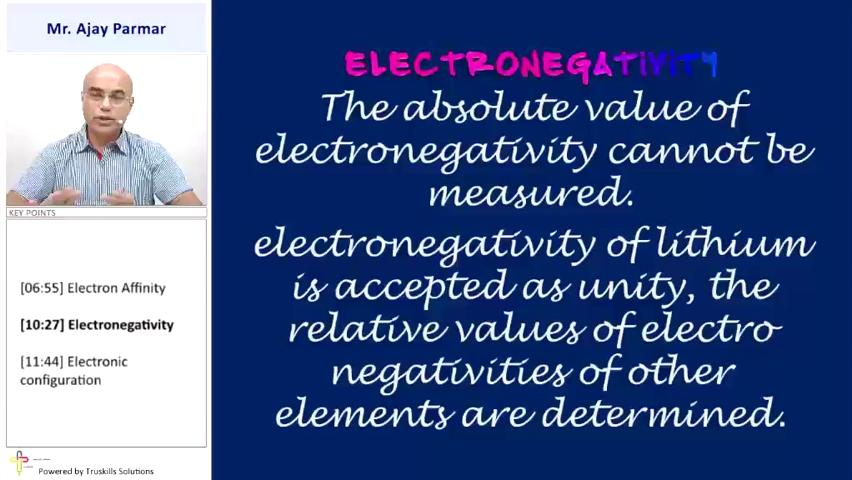 Mr. Ajay Parmar
KEY POINTS
[06:55] Electron Affinity
[10:27] Electronegativity
[11:44] Electronic
configuration
Powered by Truskills Solutions
ELECTRONEGATIVITY
The absolute value of
electronegativity cannot be
measured.
electronegativity of lithium
is accepted as unity, the
relative values of electro
negativities of other
elements are determined.